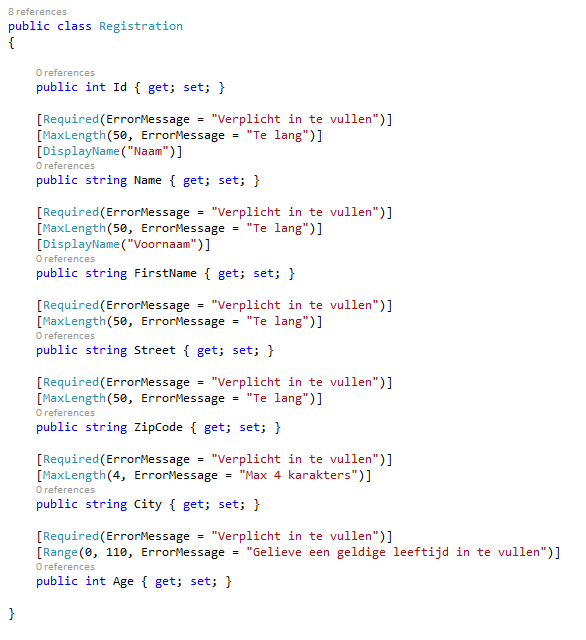 8 references
public class Registration
{
0 references
public int Id { get; set; }
[Required(ErrorMessage = "Verplicht in te vullen")]
[MaxLength(50, ErrorMessage = "Te lang")]
[DisplayName("Naam")]
0 references
public string Name { get; set; }
[Required(ErrorMessage = "Verplicht in te vullen")]
[MaxLength(50, ErrorMessage = "Te lang")]
[DisplayName("Voornaam")]
0 references
public string FirstName { get; set; }
[Required(ErrorMessage = "Verplicht in te vullen")]
[MaxLength(50, ErrorMessage = "Te lang")]
0 references
public string Street { get; set; }
[Required(ErrorMessage = "Verplicht in te vullen")]
[MaxLength(50, ErrorMessage = "Te lang")]
0 references
public string ZipCode { get; set; }
[Required(ErrorMessage = "Verplicht in te vullen")]
[MaxLength(4, ErrorMessage = "Max 4 karakters")]
0 references
public string City { get; set; }
[Required(ErrorMessage = "Verplicht in te vullen")]
[Range(0, 110, ErrorMessage = "Gelieve een geldige leeftijd in te vullen")]
0 references
public int Age { get; set; }
}